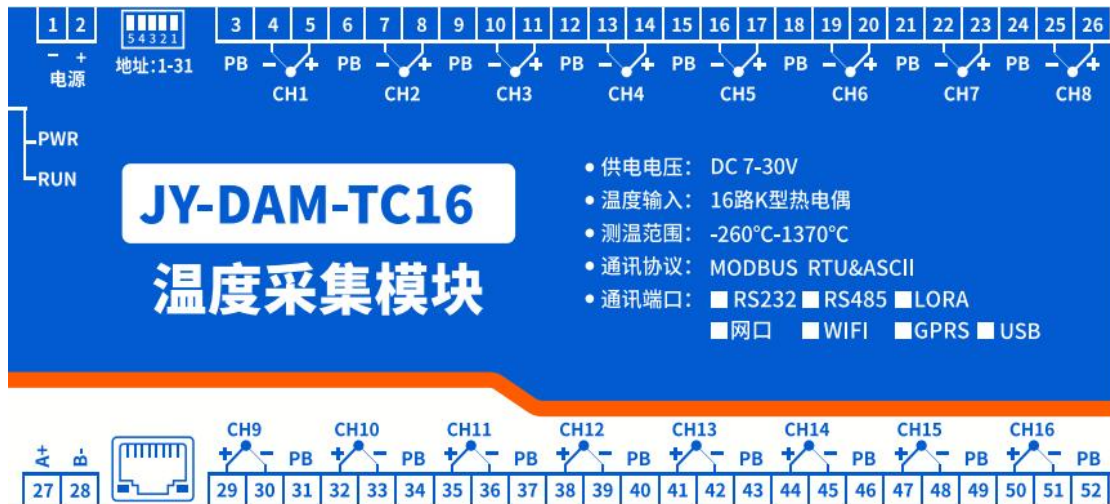 1 2 3 4 5 6 7 8 9 10 11 12 13 14 15 16 17 18 19 20 21 22 23 24 25 26
5 4 3 2 1
- + 地址:1-31 PB - + PB - + PB - + PB - + PB - + PB - + PB - + PB - +
电源 CH1 CH2 CH3 CH4 CH5 CH6 CH7 CH8
PWR
RUN
JY-DAM-TC16
温度采集模块
• 供电电压: DC 7-30V
• 温度输入: 16路K型热电偶
• 测温范围: -260℃-1370℃
• 通讯协议: MODBUS RTU&ASCII
• 通讯端口: ■ RS232 ■ RS485 ■ LORA
■ 网口 ■ WIFI ■ GPRS ■ USB
CH9 CH10 CH11 CH12 CH13 CH14 CH15 CH16
A+ B- + - PB + - PB + - PB + - PB + - PB + - PB + - PB + - PB
27 28 29 30 31 32 33 34 35 36 37 38 39 40 41 42 43 44 45 46 47 48 49 50 51 52